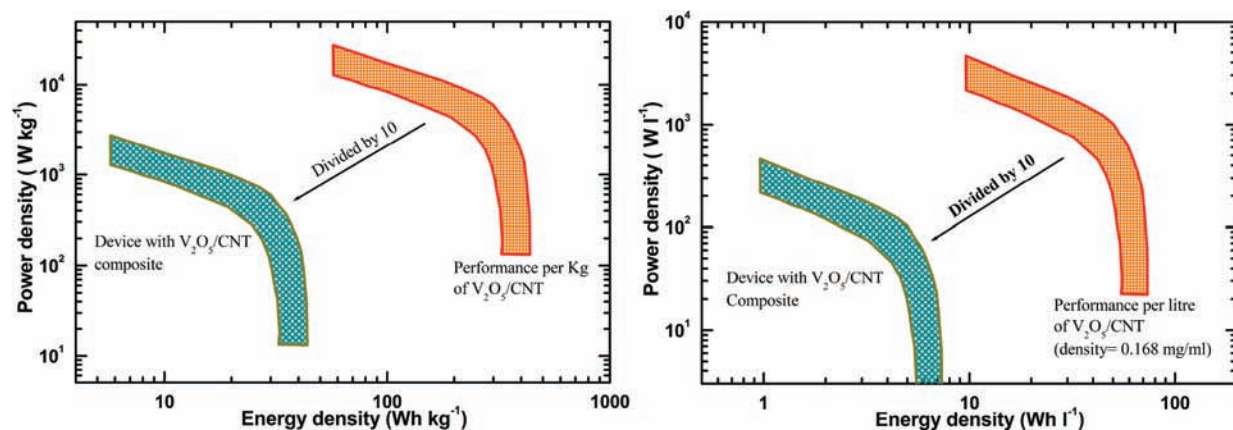 10⁴
10³
10²
10¹
Power density ( W kg⁻¹)
Divided by 10
Device with V₂O₅/CNT
composite
Performance per Kg
of V₂O₅/CNT
10
100
1000
Energy density (Wh kg⁻¹)
10⁴
10³
10²
10¹
Power density ( W l⁻¹)
Divided by 10
Device with V₂O₅/CNT
Composite
Performance per litre
of V₂O₅/CNT
(density= 0.168 mg/ml)
1
10
100
Energy density (Wh l⁻¹)